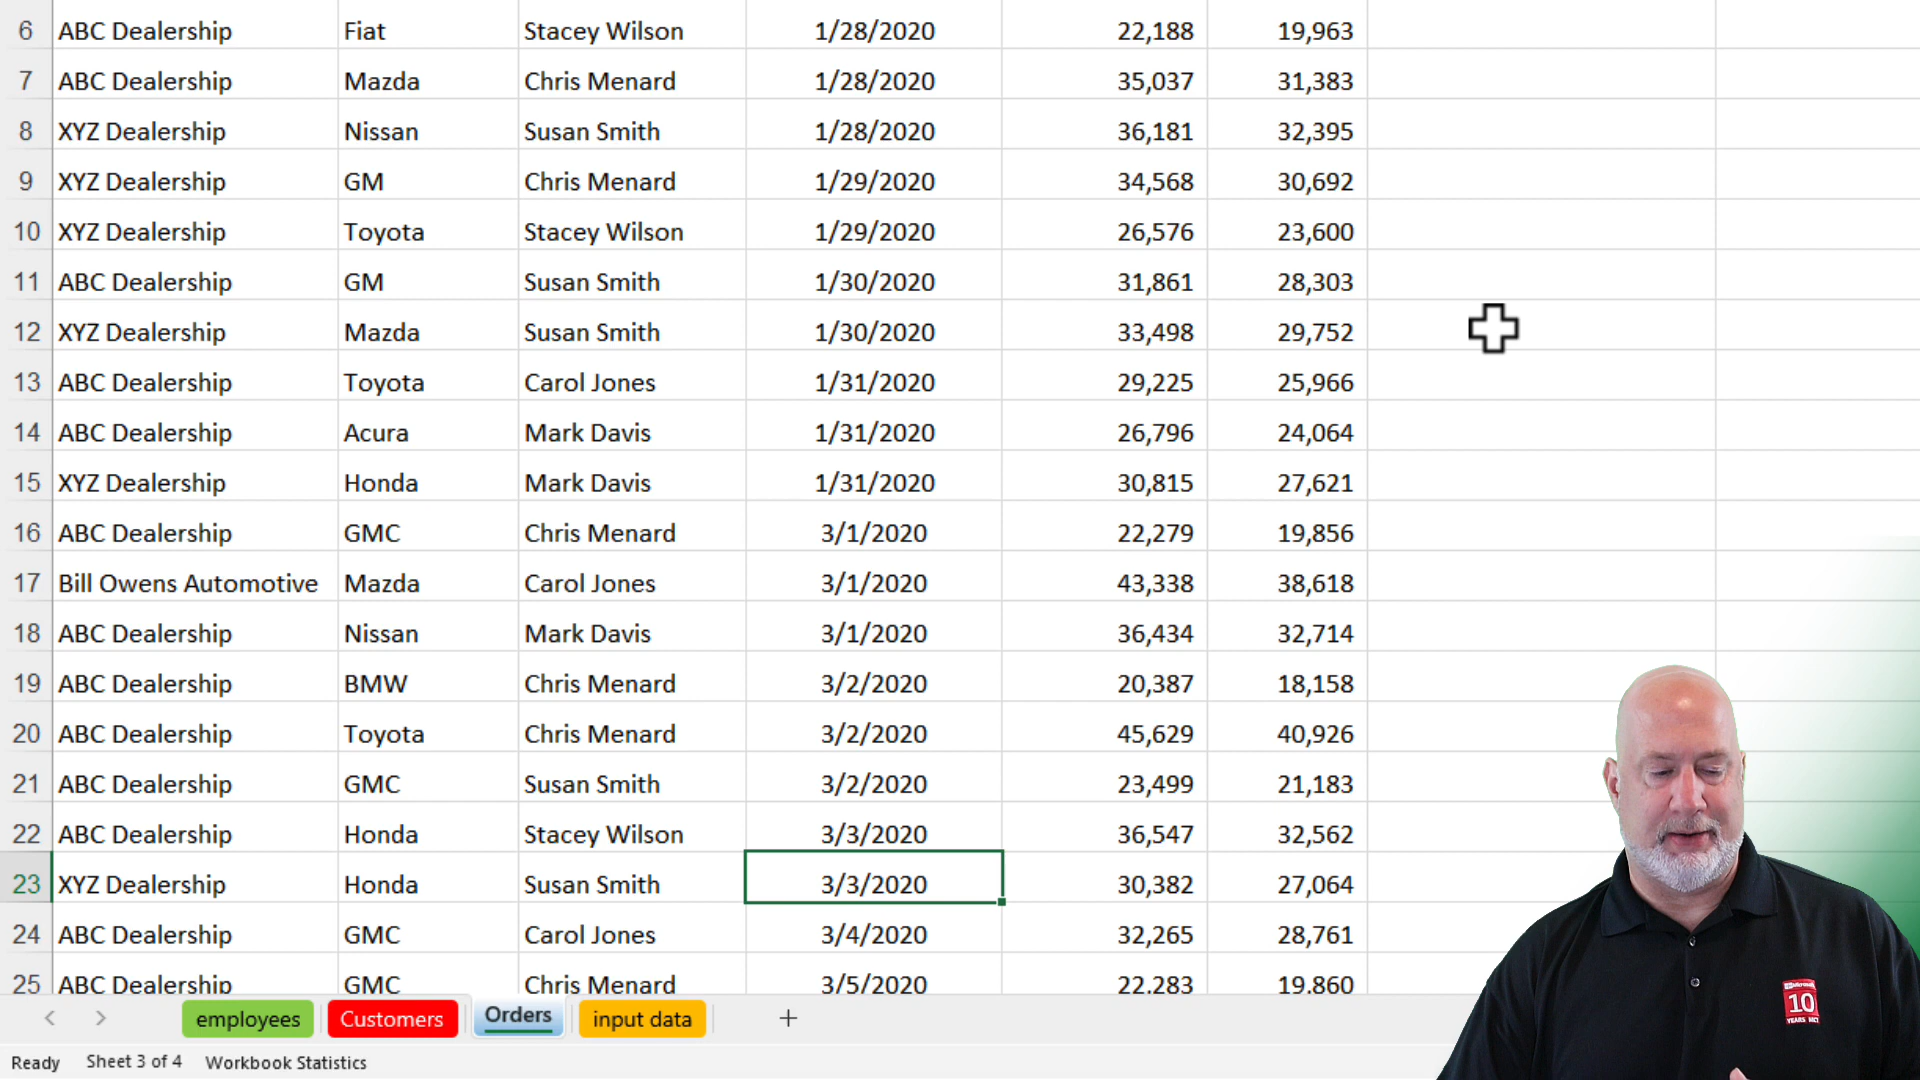 6 ABC Dealership Fiat Stacey Wilson 1/28/2020 22,188 19,963
7 ABC Dealership Mazda Chris Menard 1/28/2020 35,037 31,383
8 XYZ Dealership Nissan Susan Smith 1/28/2020 36,181 32,395
9 XYZ Dealership GM Chris Menard 1/29/2020 34,568 30,692
10 XYZ Dealership Toyota Stacey Wilson 1/29/2020 26,576 23,600
11 ABC Dealership GM Susan Smith 1/30/2020 31,861 28,303
12 XYZ Dealership Mazda Susan Smith 1/30/2020 33,498 29,752
13 ABC Dealership Toyota Carol Jones 1/31/2020 29,225 25,966
14 ABC Dealership Acura Mark Davis 1/31/2020 26,796 24,064
15 XYZ Dealership Honda Mark Davis 1/31/2020 30,815 27,621
16 ABC Dealership GMC Chris Menard 3/1/2020 22,279 19,856
17 Bill Owens Automotive Mazda Carol Jones 3/1/2020 43,338 38,618
18 ABC Dealership Nissan Mark Davis 3/1/2020 36,434 32,714
19 ABC Dealership BMW Chris Menard 3/2/2020 20,387 18,158
20 ABC Dealership Toyota Chris Menard 3/2/2020 45,629 40,926
21 ABC Dealership GMC Susan Smith 3/2/2020 23,499 21,183
22 ABC Dealership Honda Stacey Wilson 3/3/2020 36,547 32,562
23 XYZ Dealership Honda Susan Smith 3/3/2020 30,382 27,064
24 ABC Dealership GMC Carol Jones 3/4/2020 32,265 28,761
25 ABC Dealership GMC Chris Menard 3/5/2020 22,283 19,860
employees Customers Orders input data
Ready Sheet 3 of 4 Workbook Statistics
10
YEARS MCT